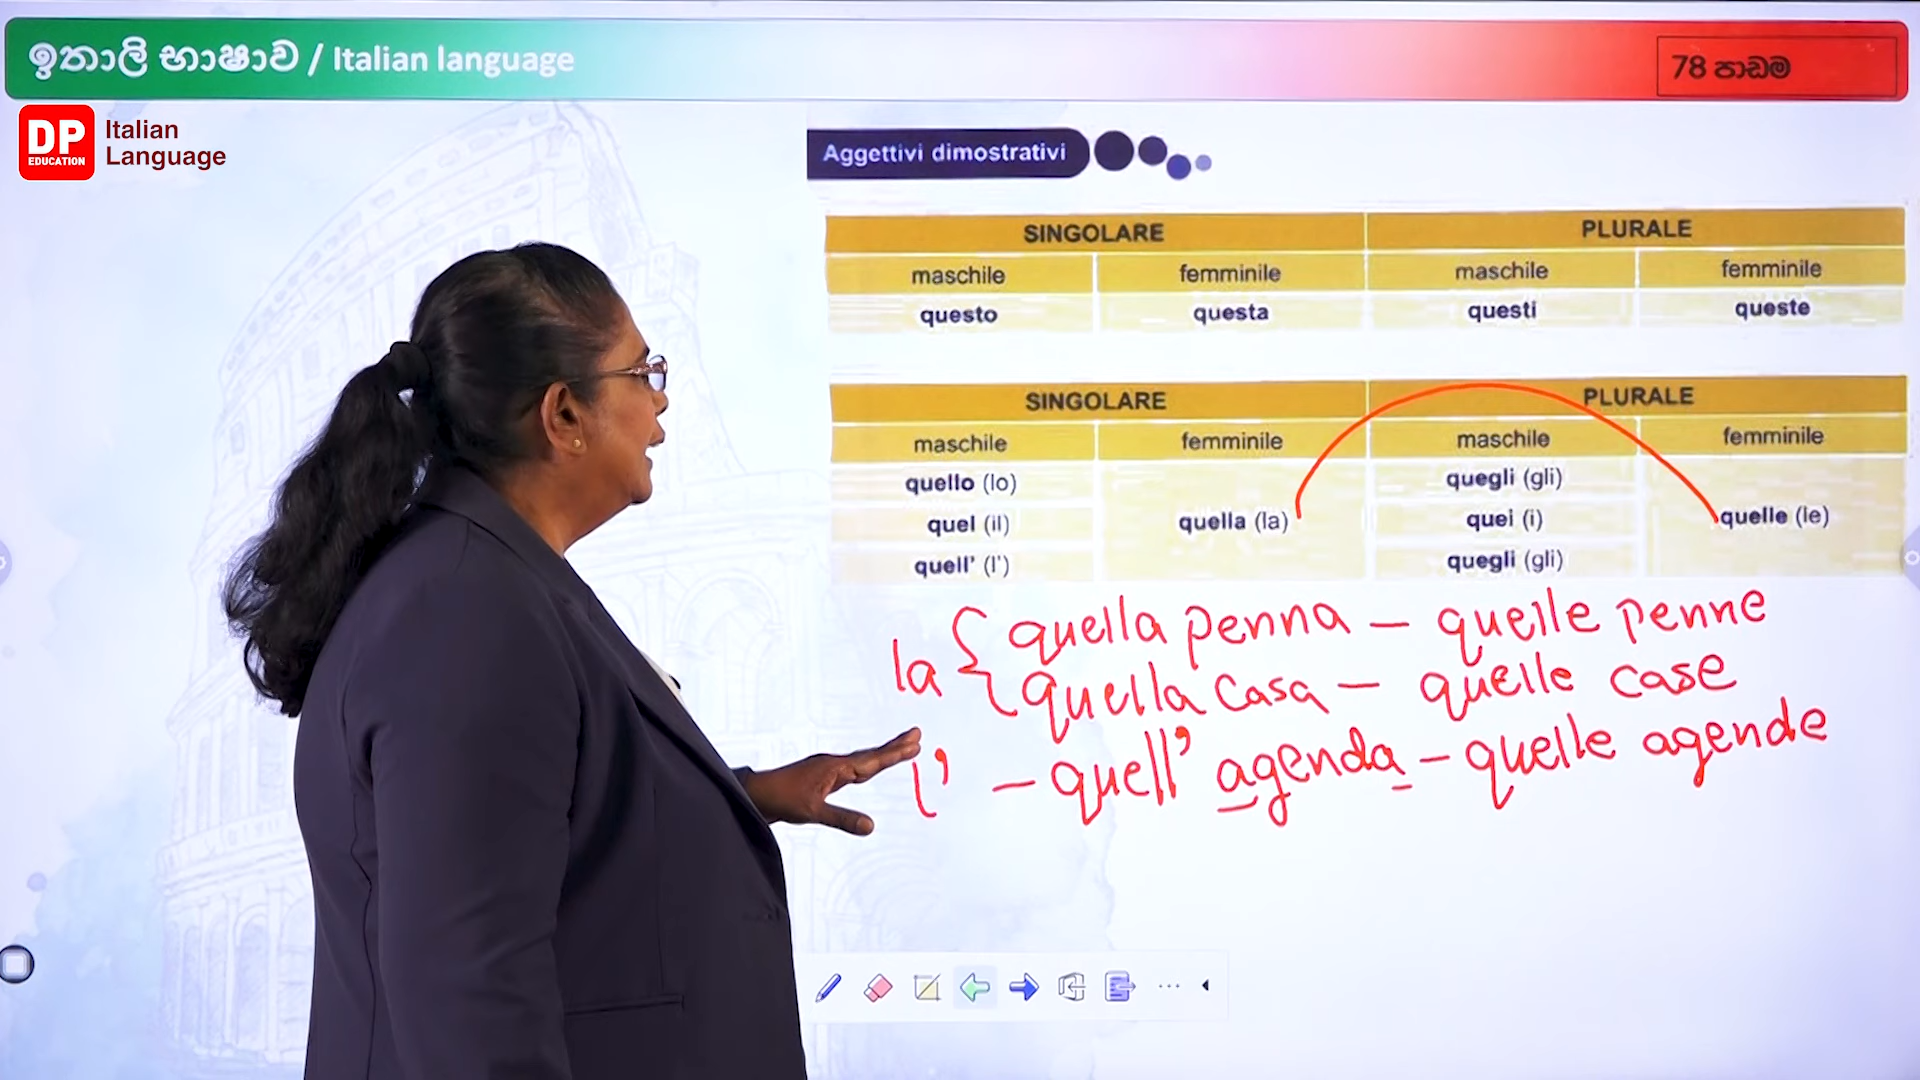 ඉතාලි භාෂාව / Italian language
78 පාඩම
DP EDUCATION
Italian Language
Aggettivi dimostrativi
SINGOLARE PLURALE
maschile femminile maschile femminile
questo questa questi queste
SINGOLARE PLURALE
maschile femminile maschile femminile
quello (lo) quegli (gli)
quel (il) quella (la) quei (i) quelle (le)
quell' (l') quegli (gli)
la { quella penna – quelle penne
quella casa – quelle case
l' – quell' agenda – quelle agende